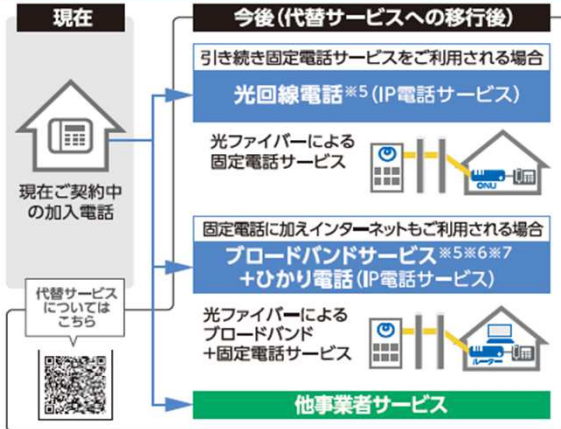 現在
今後(代替サービスへの移行後)
現在ご契約中
の加入電話
代替サービス
については
こちら
引き続き固定電話サービスをご利用される場合
光回線電話※5(IP電話サービス)
光ファイバーによる
固定電話サービス
ONU
固定電話に加えインターネットもご利用される場合
ブロードバンドサービス※5※6※7
+ひかり電話(IP電話サービス)
光ファイバーによる
ブロードバンド
+固定電話サービス
ルーター
他事業者サービス